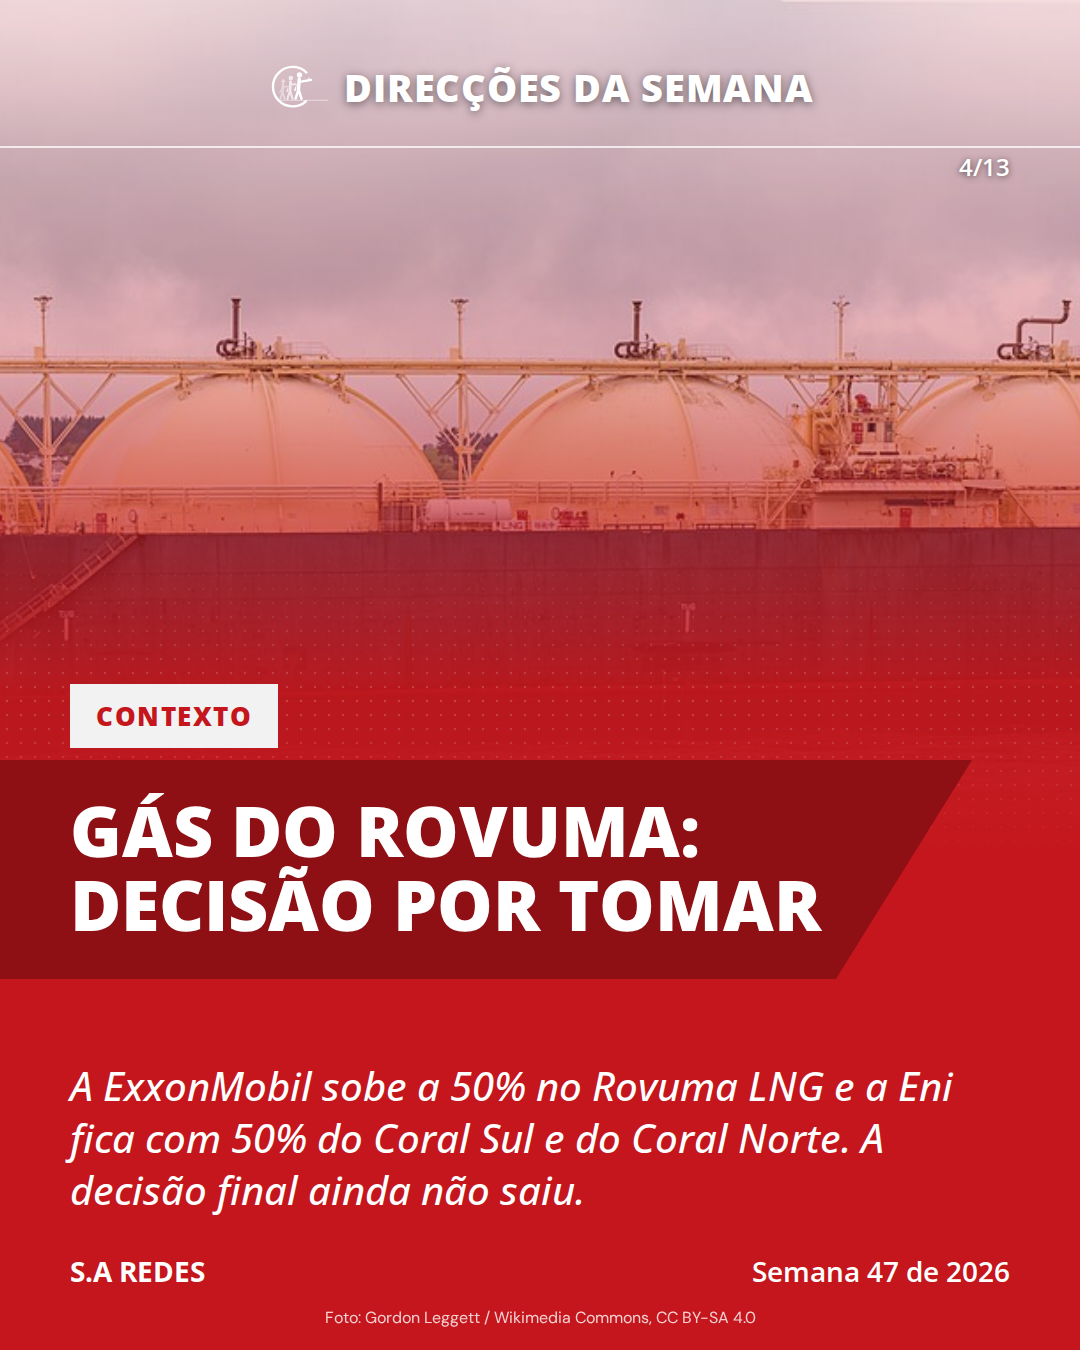 DIRECÇÕES DA SEMANA
4/13
LNG
CONTEXTO
GÁS DO ROVUMA:
DECISÃO POR TOMAR
A ExxonMobil sobe a 50% no Rovuma LNG e a Eni
fica com 50% do Coral Sul e do Coral Norte. A
decisão final ainda não saiu.
S.A REDES
Semana 47 de 2026
Foto: Gordon Leggett / Wikimedia Commons, CC BY-SA 4.0